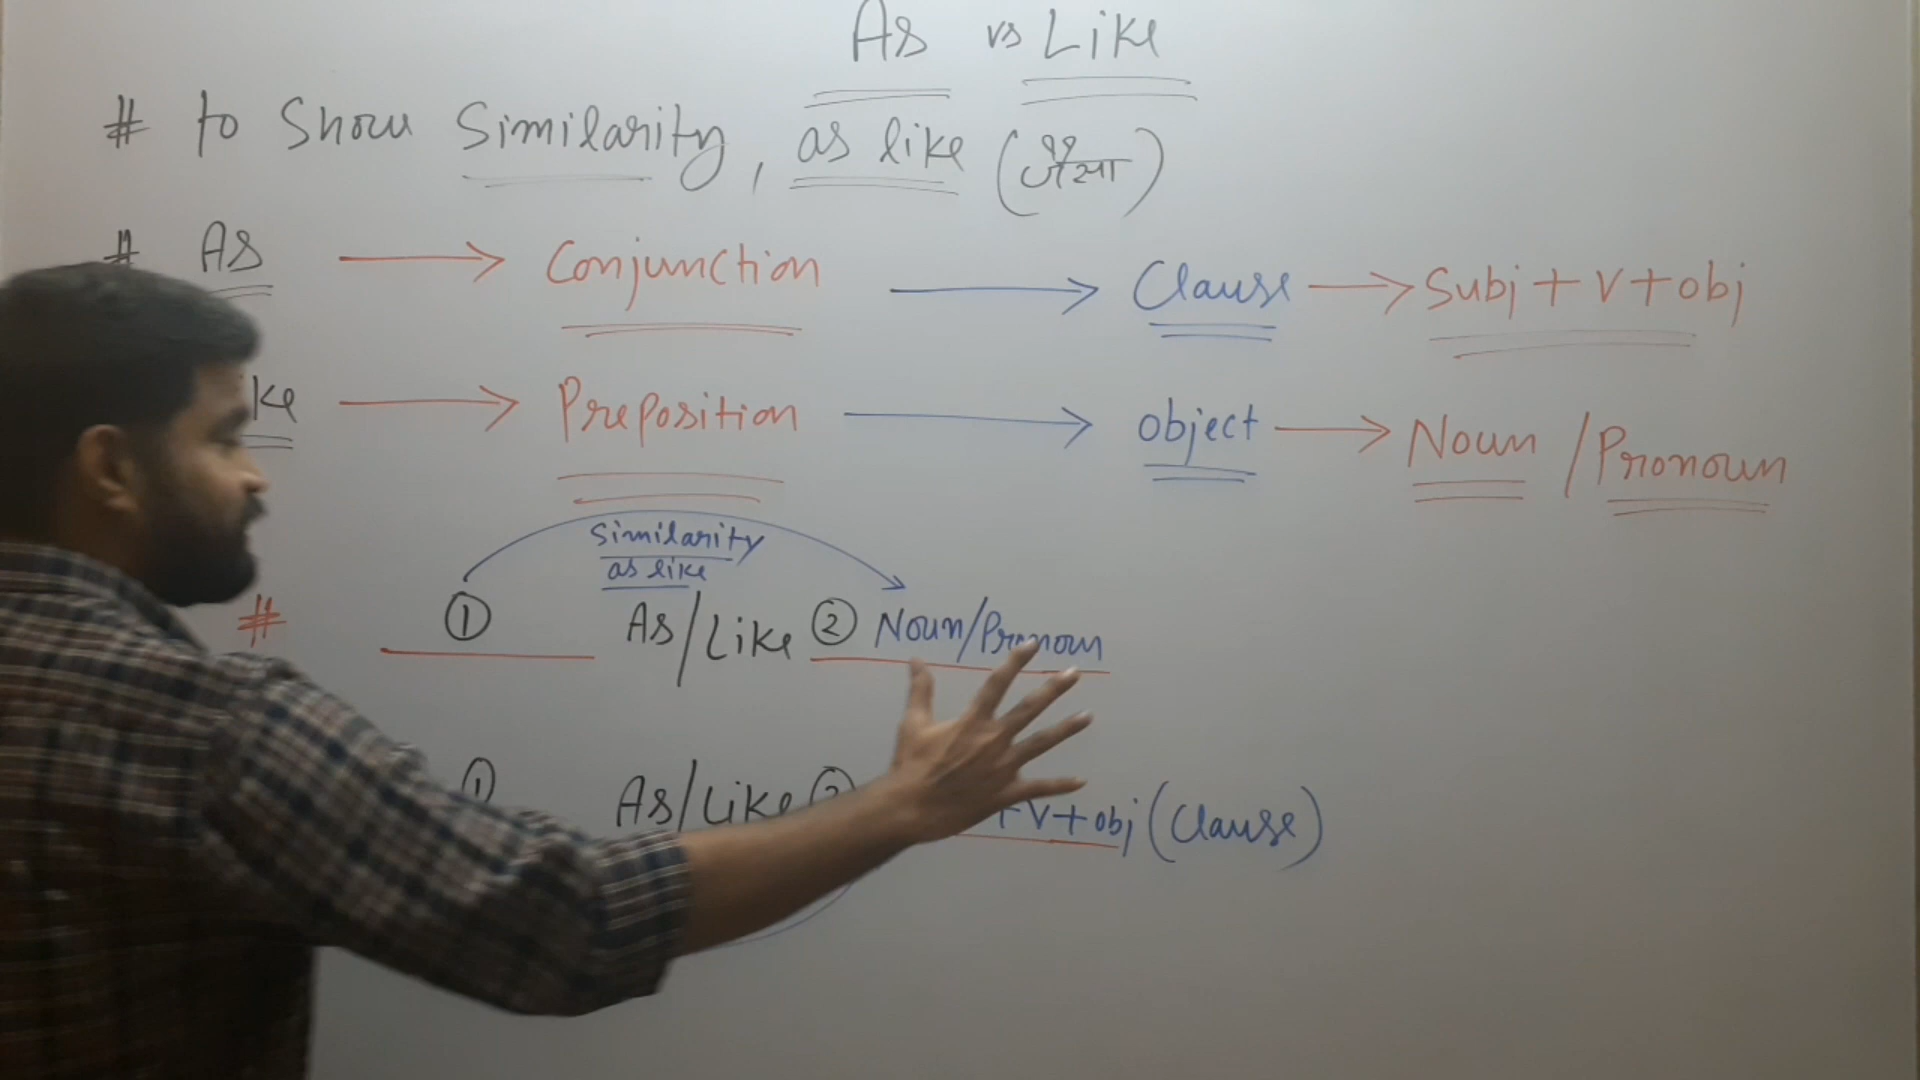 As vs Like
# to Show Similarity, as like (जैसा)
# As → Conjunction → Clause → Subj + V + obj
ke → Preposition → object → Noun / Pronoun
Similarity
as like
# ① As/Like ② Noun/Pronoun
① As/Like ② + V + obj (Clause)